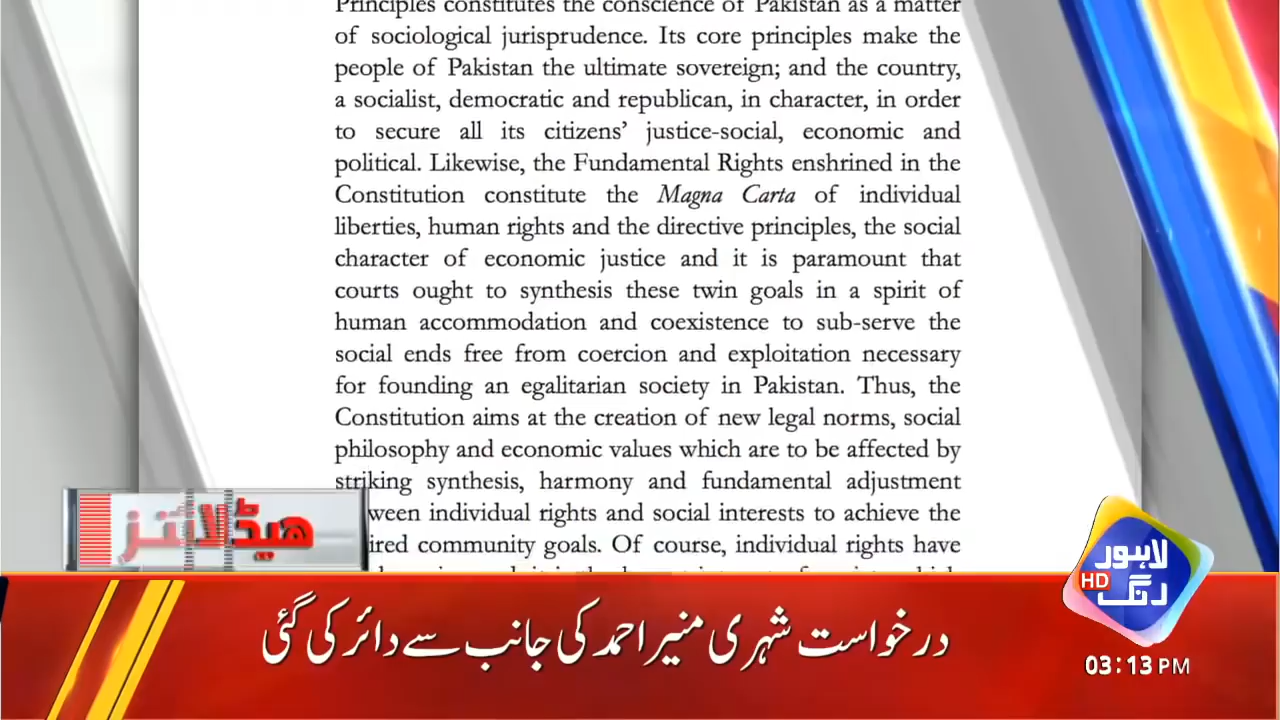 Principles constitutes the conscience of Pakistan as a matter
of sociological jurisprudence. Its core principles make the
people of Pakistan the ultimate sovereign; and the country,
a socialist, democratic and republican, in character, in order
to secure all its citizens’ justice-social, economic and
political. Likewise, the Fundamental Rights enshrined in the
Constitution constitute the Magna Carta of individual
liberties, human rights and the directive principles, the social
character of economic justice and it is paramount that
courts ought to synthesis these twin goals in a spirit of
human accommodation and coexistence to sub-serve the
social ends free from coercion and exploitation necessary
for founding an egalitarian society in Pakistan. Thus, the
Constitution aims at the creation of new legal norms, social
philosophy and economic values which are to be affected by
striking synthesis, harmony and fundamental adjustment
ween individual rights and social interests to achieve the
ired community goals. Of course, individual rights have
ہیڈلائنز
لاہور
HD رنگ
درخواست شہری منیر احمد کی جانب سے دائر کی گئی
03:13 PM